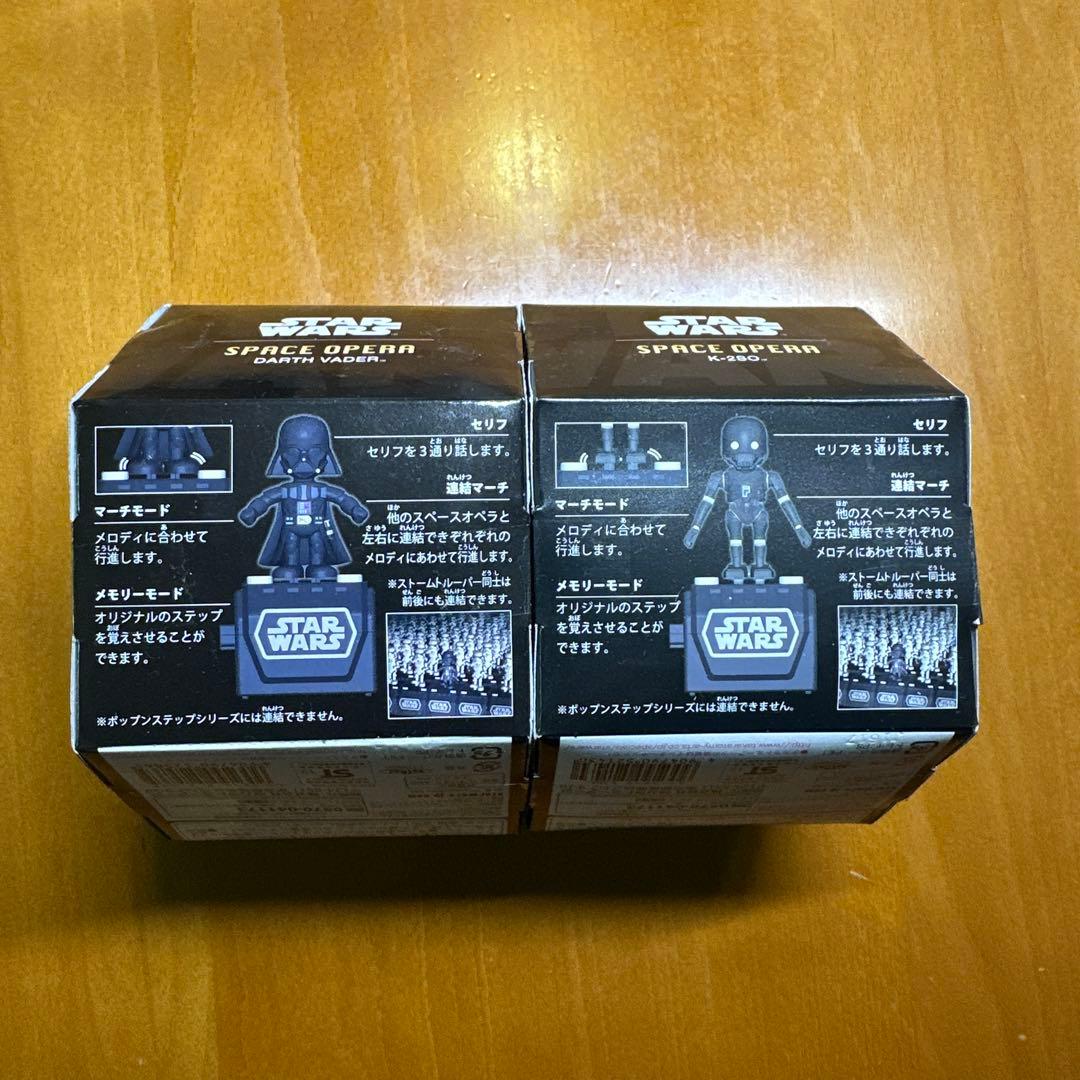 STAR
WARS
SPACE OPERA
DARTH VADER™
セリフ
セリフを3通り話します。
連結マーチ
他のスペースオペラと
左右に連結できぞれぞれの
メロディにあわせて行進します。
※ストームトルーパー同士は
前後にも連結できます。
マーチモード
メロディに合わせて
行進します。
メモリーモード
オリジナルのステップ
を覚えさせることが
できます。
STAR
WARS
※ポップンステップシリーズには連結できません。
STAR
WARS
SPACE OPERA
K-2SO™
セリフ
セリフを3通り話します。
連結マーチ
他のスペースオペラと
左右に連結できぞれぞれの
メロディにあわせて行進します。
※ストームトルーパー同士は
前後にも連結できます。
マーチモード
メロディに合わせて
行進します。
メモリーモード
オリジナルのステップ
を覚えさせることが
できます。
STAR
WARS
※ポップンステップシリーズには連結できません。
ST
ST